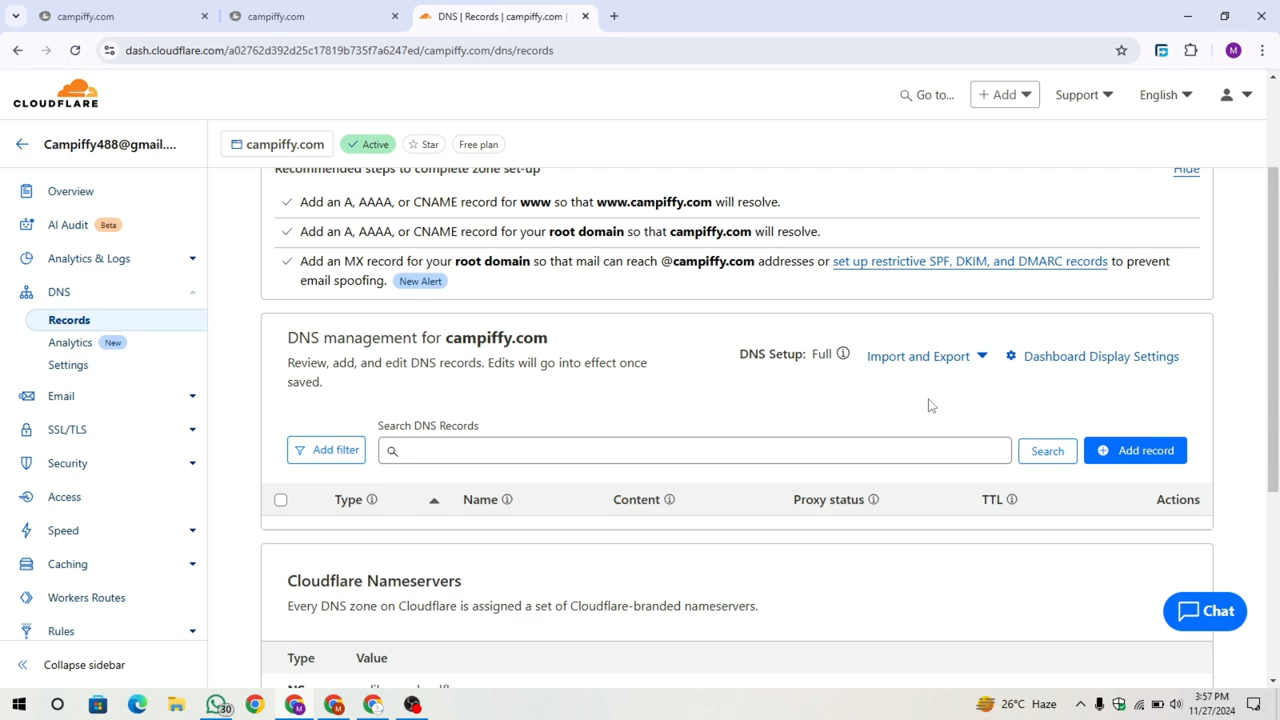 campiffy.com
campiffy.com
DNS | Records | campiffy.com |
dash.cloudflare.com/a02762d392d25c17819b735f7a6247ed/campiffy.com/dns/records
M
CLOUDFLARE
Go to...
+ Add
Support
English
Campiffy488@gmail....
campiffy.com
Active
Star
Free plan
Overview
AI Audit Beta
Analytics & Logs
DNS
Records
Analytics New
Settings
Email
SSL/TLS
Security
Access
Speed
Caching
Workers Routes
Rules
Collapse sidebar
Recommended steps to complete zone set-up
Hide
Add an A, AAAA, or CNAME record for www so that www.campiffy.com will resolve.
Add an A, AAAA, or CNAME record for your root domain so that campiffy.com will resolve.
Add an MX record for your root domain so that mail can reach @campiffy.com addresses or set up restrictive SPF, DKIM, and DMARC records to prevent
email spoofing. New Alert
DNS management for campiffy.com
Review, add, and edit DNS records. Edits will go into effect once
saved.
DNS Setup: Full
Import and Export
Dashboard Display Settings
Search DNS Records
Add filter
Search
Add record
Type Name Content Proxy status TTL Actions
Cloudflare Nameservers
Every DNS zone on Cloudflare is assigned a set of Cloudflare-branded nameservers.
Type Value
Chat
30
26°C Haze
3:57 PM
11/27/2024